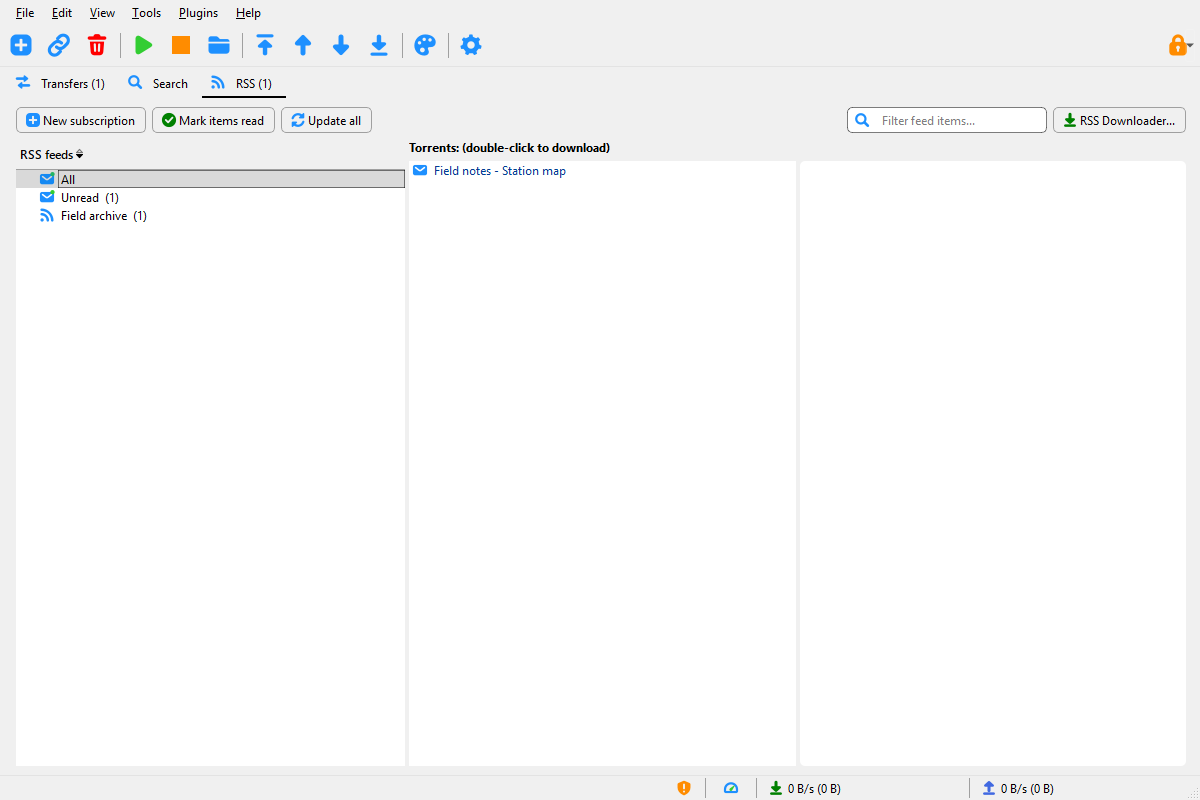 File Edit View Tools Plugins Help
Transfers (1) Search RSS (1)
New subscription Mark items read Update all Filter feed items... RSS Downloader...
RSS feeds
Torrents: (double-click to download)
All
Unread (1)
Field archive (1)
Field notes - Station map
0 B/s (0 B) 0 B/s (0 B)